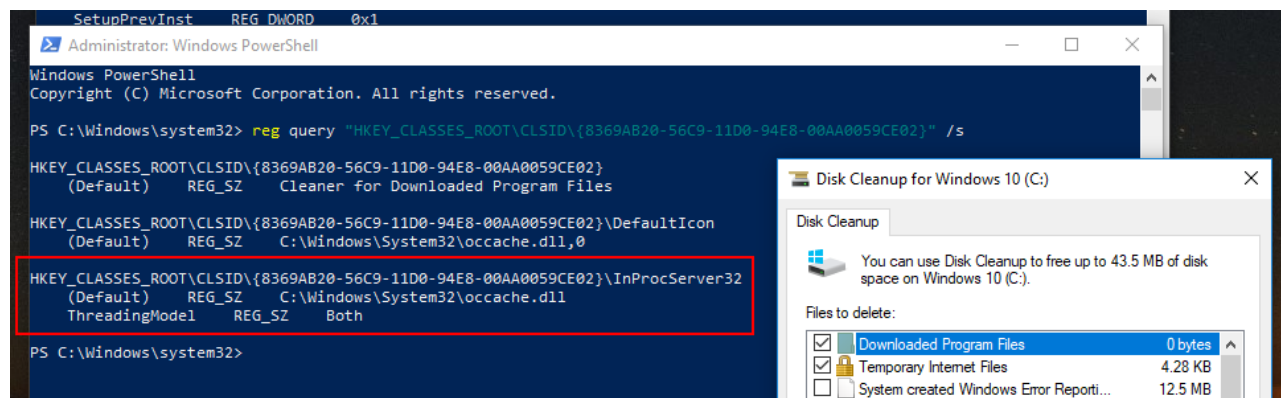 SetupPrevInst    REG_DWORD    0x1
Administrator: Windows PowerShell
Windows PowerShell
Copyright (C) Microsoft Corporation. All rights reserved.
PS C:\Windows\system32> reg query "HKEY_CLASSES_ROOT\CLSID\{8369AB20-56C9-11D0-94E8-00AA0059CE02}" /s
HKEY_CLASSES_ROOT\CLSID\{8369AB20-56C9-11D0-94E8-00AA0059CE02}
(Default)    REG_SZ    Cleaner for Downloaded Program Files
HKEY_CLASSES_ROOT\CLSID\{8369AB20-56C9-11D0-94E8-00AA0059CE02}\DefaultIcon
(Default)    REG_SZ    C:\Windows\System32\occache.dll,0
HKEY_CLASSES_ROOT\CLSID\{8369AB20-56C9-11D0-94E8-00AA0059CE02}\InProcServer32
(Default)    REG_SZ    C:\Windows\System32\occache.dll
ThreadingModel    REG_SZ    Both
PS C:\Windows\system32>
Disk Cleanup for Windows 10 (C:)
Disk Cleanup
You can use Disk Cleanup to free up to 43.5 MB of disk
space on Windows 10 (C:).
Files to delete:
Downloaded Program Files    0 bytes
Temporary Internet Files    4.28 KB
System created Windows Error Reporti...    12.5 MB